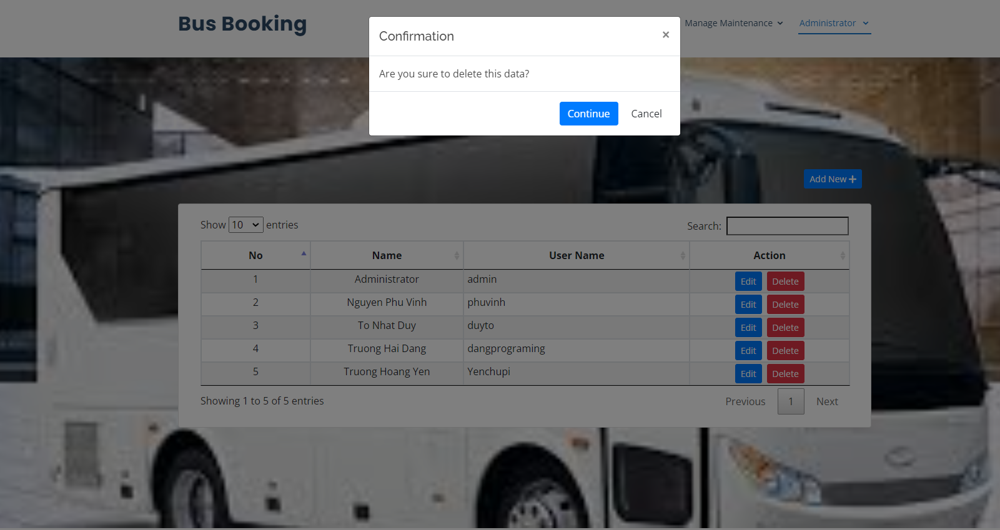 Bus Booking
Manage Maintenance
Administrator
Confirmation
×
Are you sure to delete this data?
Continue
Cancel
Add New
Show 10 entries
Search:
No Name User Name Action
1 Administrator admin Edit Delete
2 Nguyen Phu Vinh phuvinh Edit Delete
3 To Nhat Duy duyto Edit Delete
4 Truong Hai Dang dangprograming Edit Delete
5 Truong Hoang Yen Yenchupi Edit Delete
Showing 1 to 5 of 5 entries
Previous 1 Next